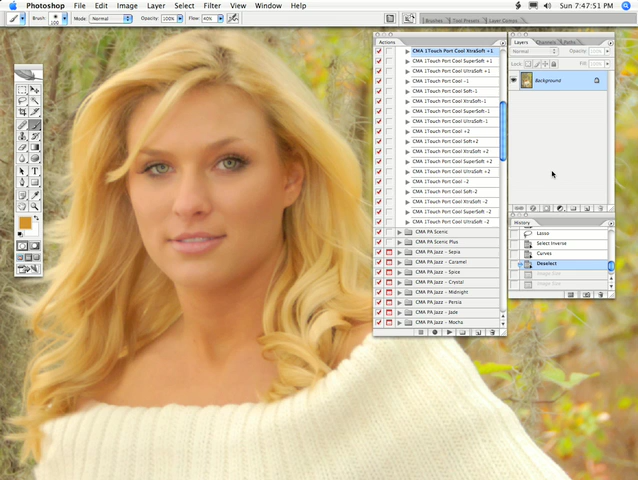 Photoshop File Edit Image Layer Select Filter View Window Help Sun 7:47:51 PM
Brush: 100 Mode: Normal Opacity: 100% Flow: 40% Brushes Tool Presets Layer Comps
Actions
CMA 1Touch Port Cool XtraSoft +1
CMA 1Touch Port Cool SuperSoft +1
CMA 1Touch Port Cool UltraSoft +1
CMA 1Touch Port Cool -1
CMA 1Touch Port Cool Soft-1
CMA 1Touch Port Cool XtraSoft-1
CMA 1Touch Port Cool SuperSoft -1
CMA 1Touch Port Cool UltraSoft -1
CMA 1Touch Port Cool +2
CMA 1Touch Port Cool Soft+2
CMA 1Touch Port Cool XtraSoft +2
CMA 1Touch Port Cool SuperSoft +2
CMA 1Touch Port Cool UltraSoft +2
CMA 1Touch Port Cool -2
CMA 1Touch Port Cool Soft-2
CMA 1Touch Port Cool XtraSoft -2
CMA 1Touch Port Cool SuperSoft -2
CMA 1Touch Port Cool UltraSoft -2
CMA PA Scenic
CMA PA Scenic Plus
CMA PA Jazz - Sepia
CMA PA Jazz - Caramel
CMA PA Jazz - Spice
CMA PA Jazz - Crystal
CMA PA Jazz - Midnight
CMA PA Jazz - Persia
CMA PA Jazz - Jade
CMA PA Jazz - Mocha
Layers Channels Paths
Normal Opacity: 100%
Lock: Fill: 100%
Background
History
Lasso
Select Inverse
Curves
Deselect
Image Size
Image Size